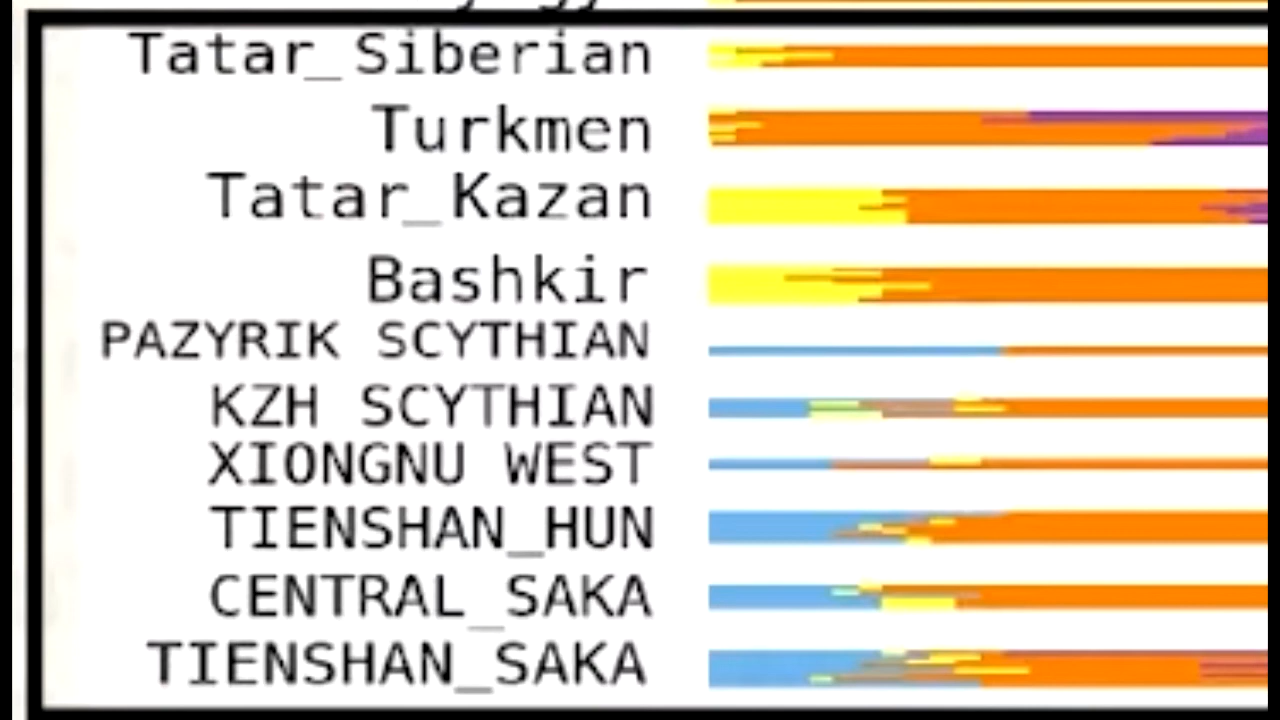 Tatar_Siberian
Turkmen
Tatar_Kazan
Bashkir
PAZYRIK SCYTHIAN
KZH SCYTHIAN
XIONGNU WEST
TIENSHAN_HUN
CENTRAL_SAKA
TIENSHAN_SAKA